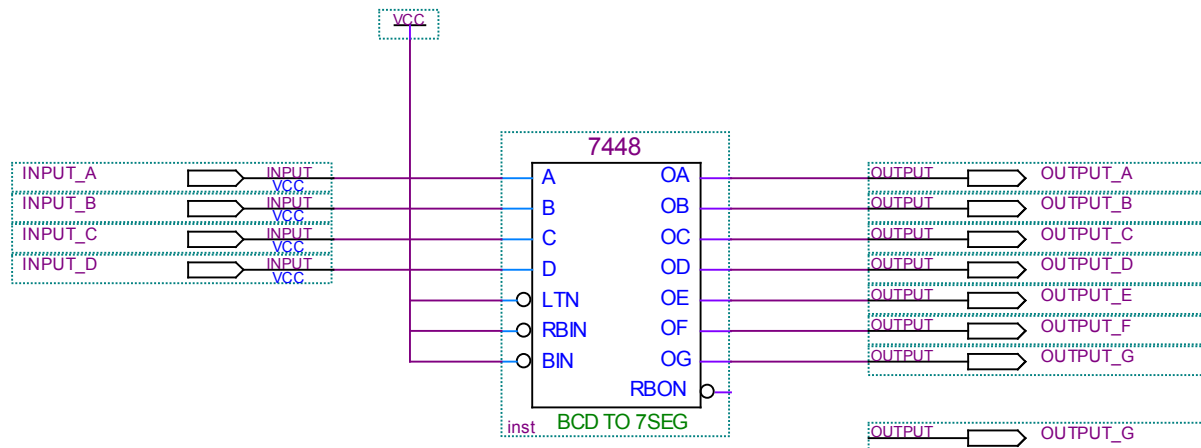 VCC
7448
INPUT_A INPUT VCC A OA OUTPUT OUTPUT_A
INPUT_B INPUT VCC B OB OUTPUT OUTPUT_B
INPUT_C INPUT VCC C OC OUTPUT OUTPUT_C
INPUT_D INPUT VCC D OD OUTPUT OUTPUT_D
LTN OE OUTPUT OUTPUT_E
RBIN OF OUTPUT OUTPUT_F
BIN OG OUTPUT OUTPUT_G
RBON
inst BCD TO 7SEG
OUTPUT OUTPUT_G